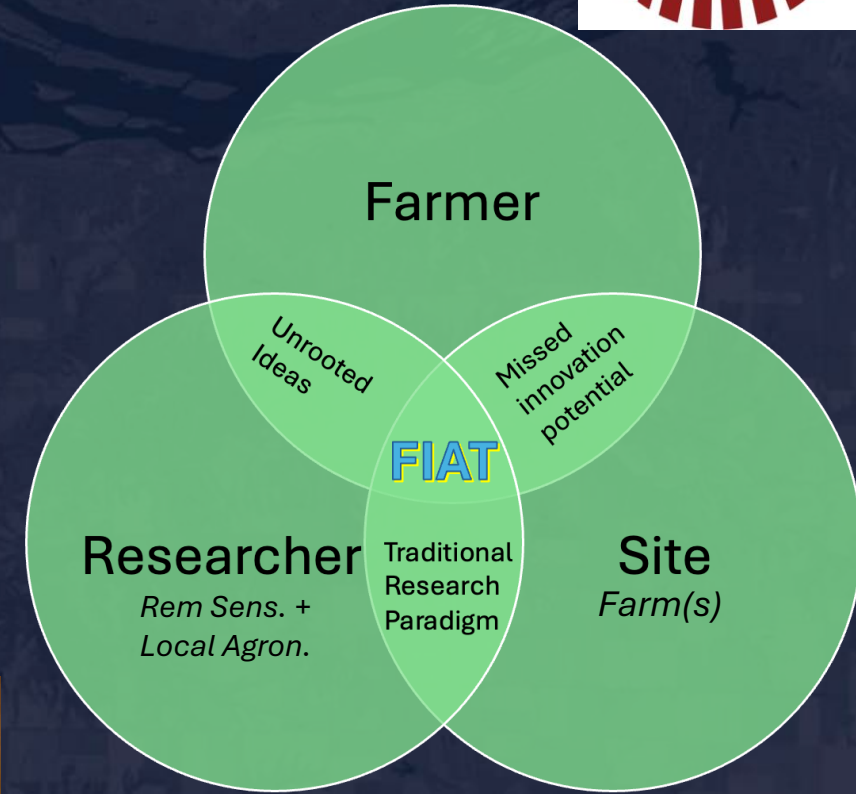 Farmer
Unrooted
Ideas
Missed
innovation
potential
FIAT
Researcher
Rem Sens. +
Local Agron.
Traditional
Research
Paradigm
Site
Farm(s)